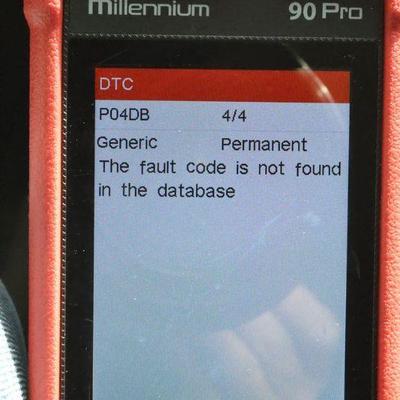 millennium 90 Pro
DTC
P04DB 4/4
Generic Permanent
The fault code is not found
in the database